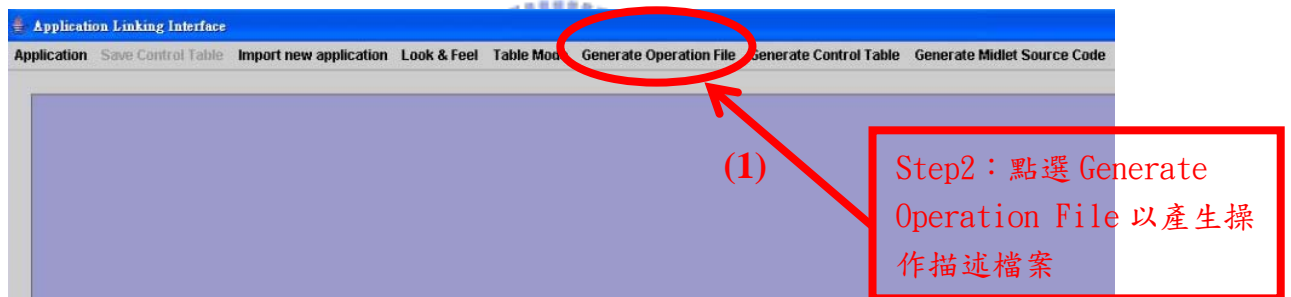 Application Linking Interface
Application Save Control Table Import new application Look & Feel Table Mod Generate Operation File Generate Control Table Generate Midlet Source Code
(1)
Step2：點選 Generate
Operation File 以產生操
作描述檔案